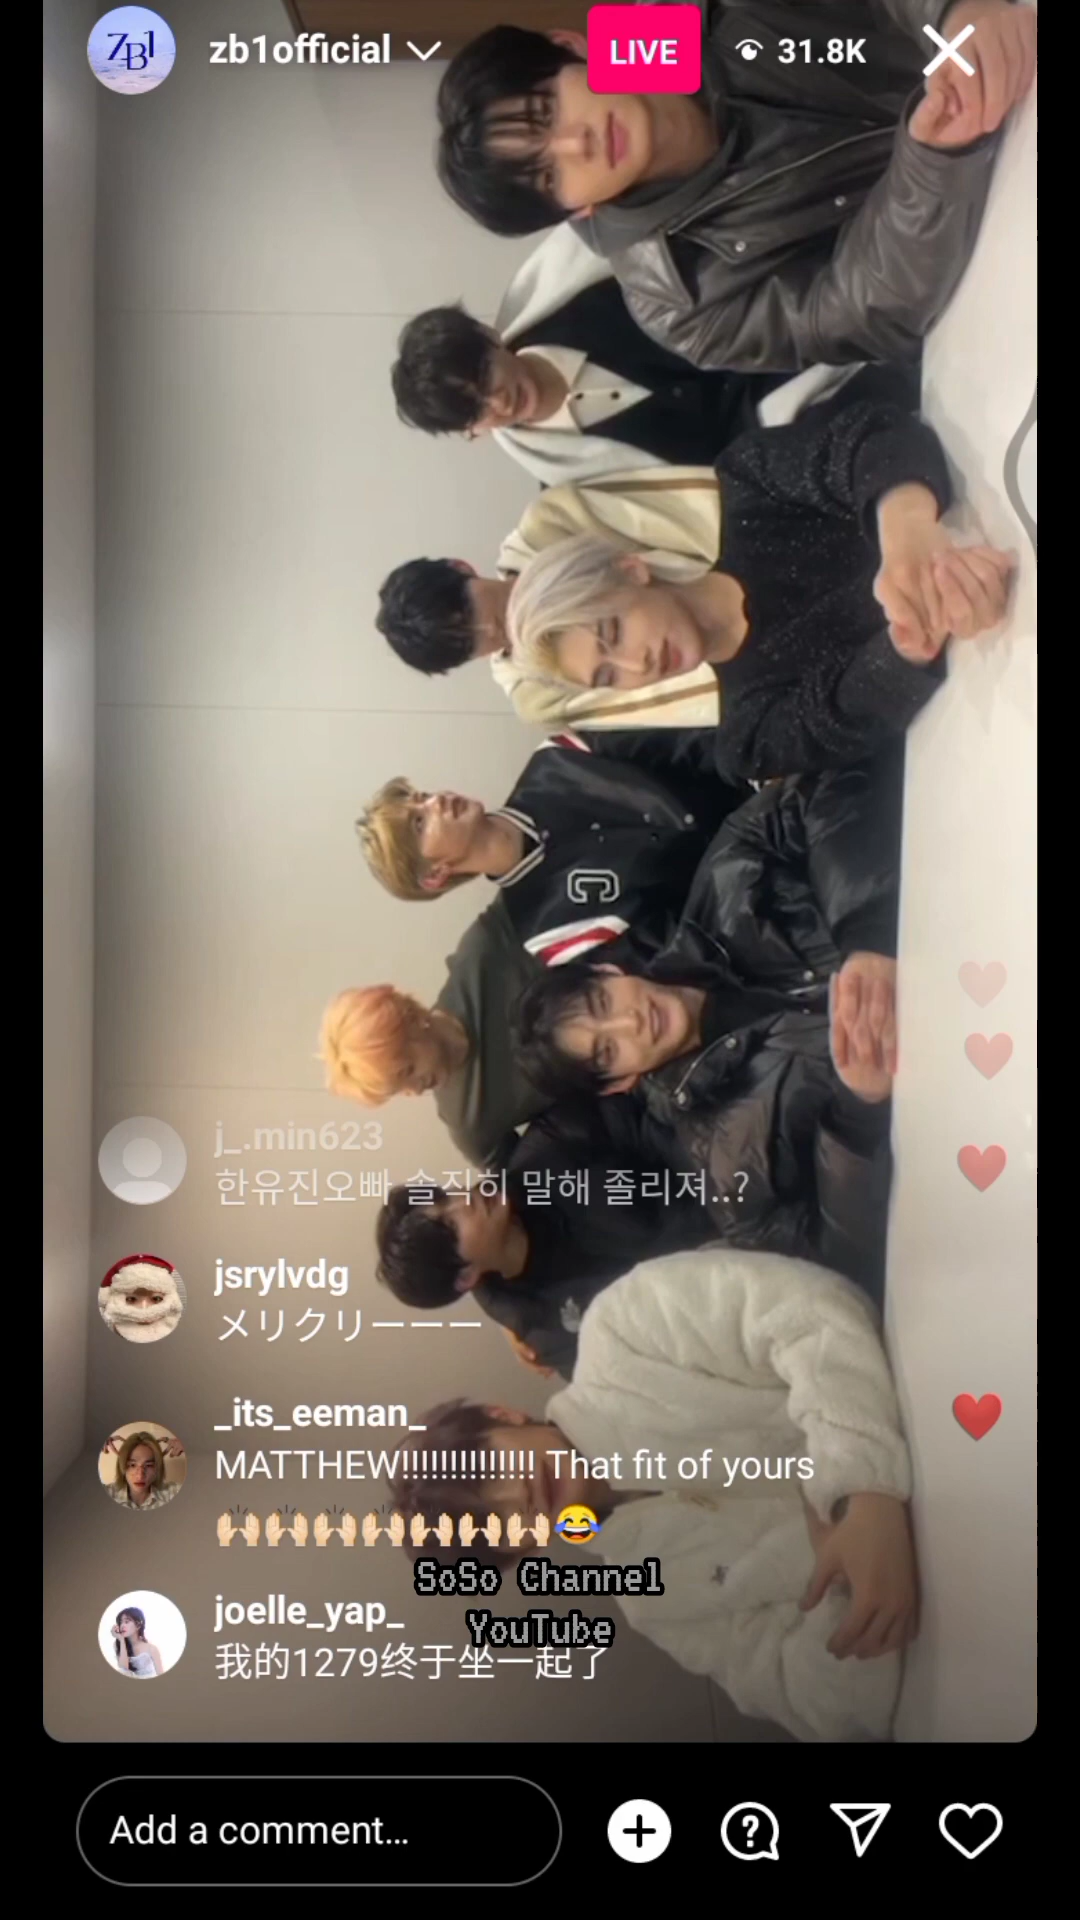 ZB1
zb1official
LIVE
31.8K
C
j_.min623
한유진오빠 솔직히 말해 졸리져..?
jsrylvdg
メリクリーーー
_its_eeman_
MATTHEW!!!!!!!!!!!!!! That fit of yours
🙌🏻🙌🏻🙌🏻🙌🏻🙌🏻🙌🏻🙌🏻😂
SoSo Channel
YouTube
joelle_yap_
我的1279终于坐一起了
Add a comment...